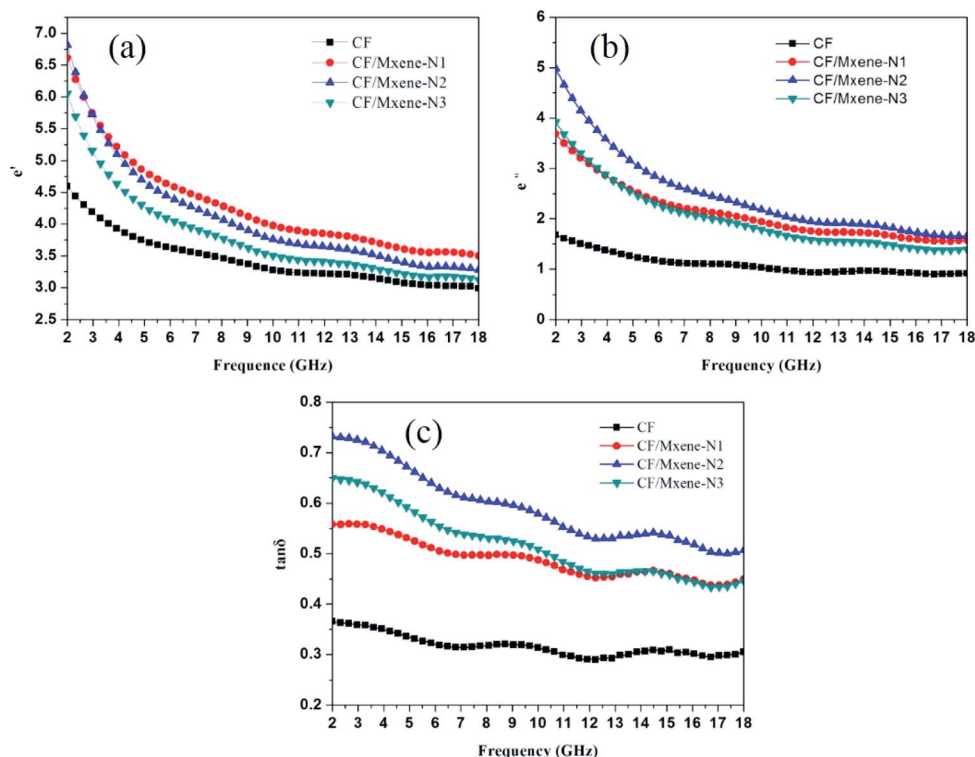 (a)
CF
CF/Mxene-N1
CF/Mxene-N2
CF/Mxene-N3
e'
7.0
6.5
6.0
5.5
5.0
4.5
4.0
3.5
3.0
2.5
2 3 4 5 6 7 8 9 10 11 12 13 14 15 16 17 18
Frequence (GHz)
(b)
CF
CF/Mxene-N1
CF/Mxene-N2
CF/Mxene-N3
e"
6
5
4
3
2
1
0
2 3 4 5 6 7 8 9 10 11 12 13 14 15 16 17 18
Frequency (GHz)
(c)
CF
CF/Mxene-N1
CF/Mxene-N2
CF/Mxene-N3
tanδ
0.8
0.7
0.6
0.5
0.4
0.3
0.2
2 3 4 5 6 7 8 9 10 11 12 13 14 15 16 17 18
Frequency (GHz)